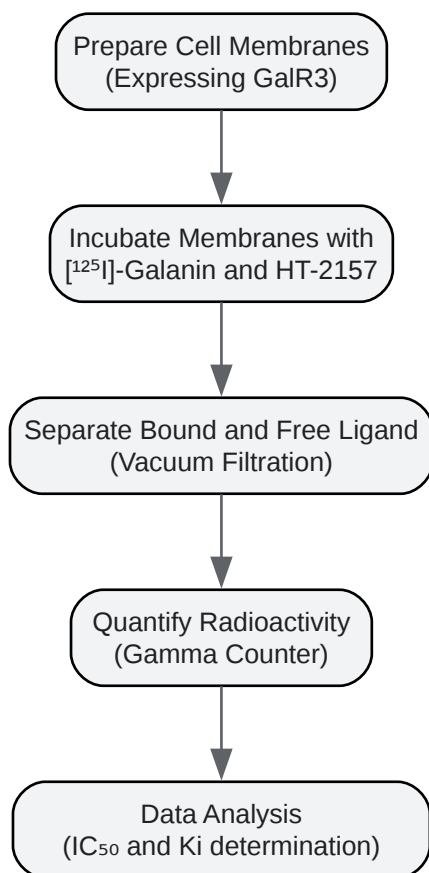 Prepare Cell Membranes
(Expressing GalR3)
Incubate Membranes with
[¹²⁵I]-Galanin and HT-2157
Separate Bound and Free Ligand
(Vacuum Filtration)
Quantify Radioactivity
(Gamma Counter)
Data Analysis
(IC₅₀ and Ki determination)